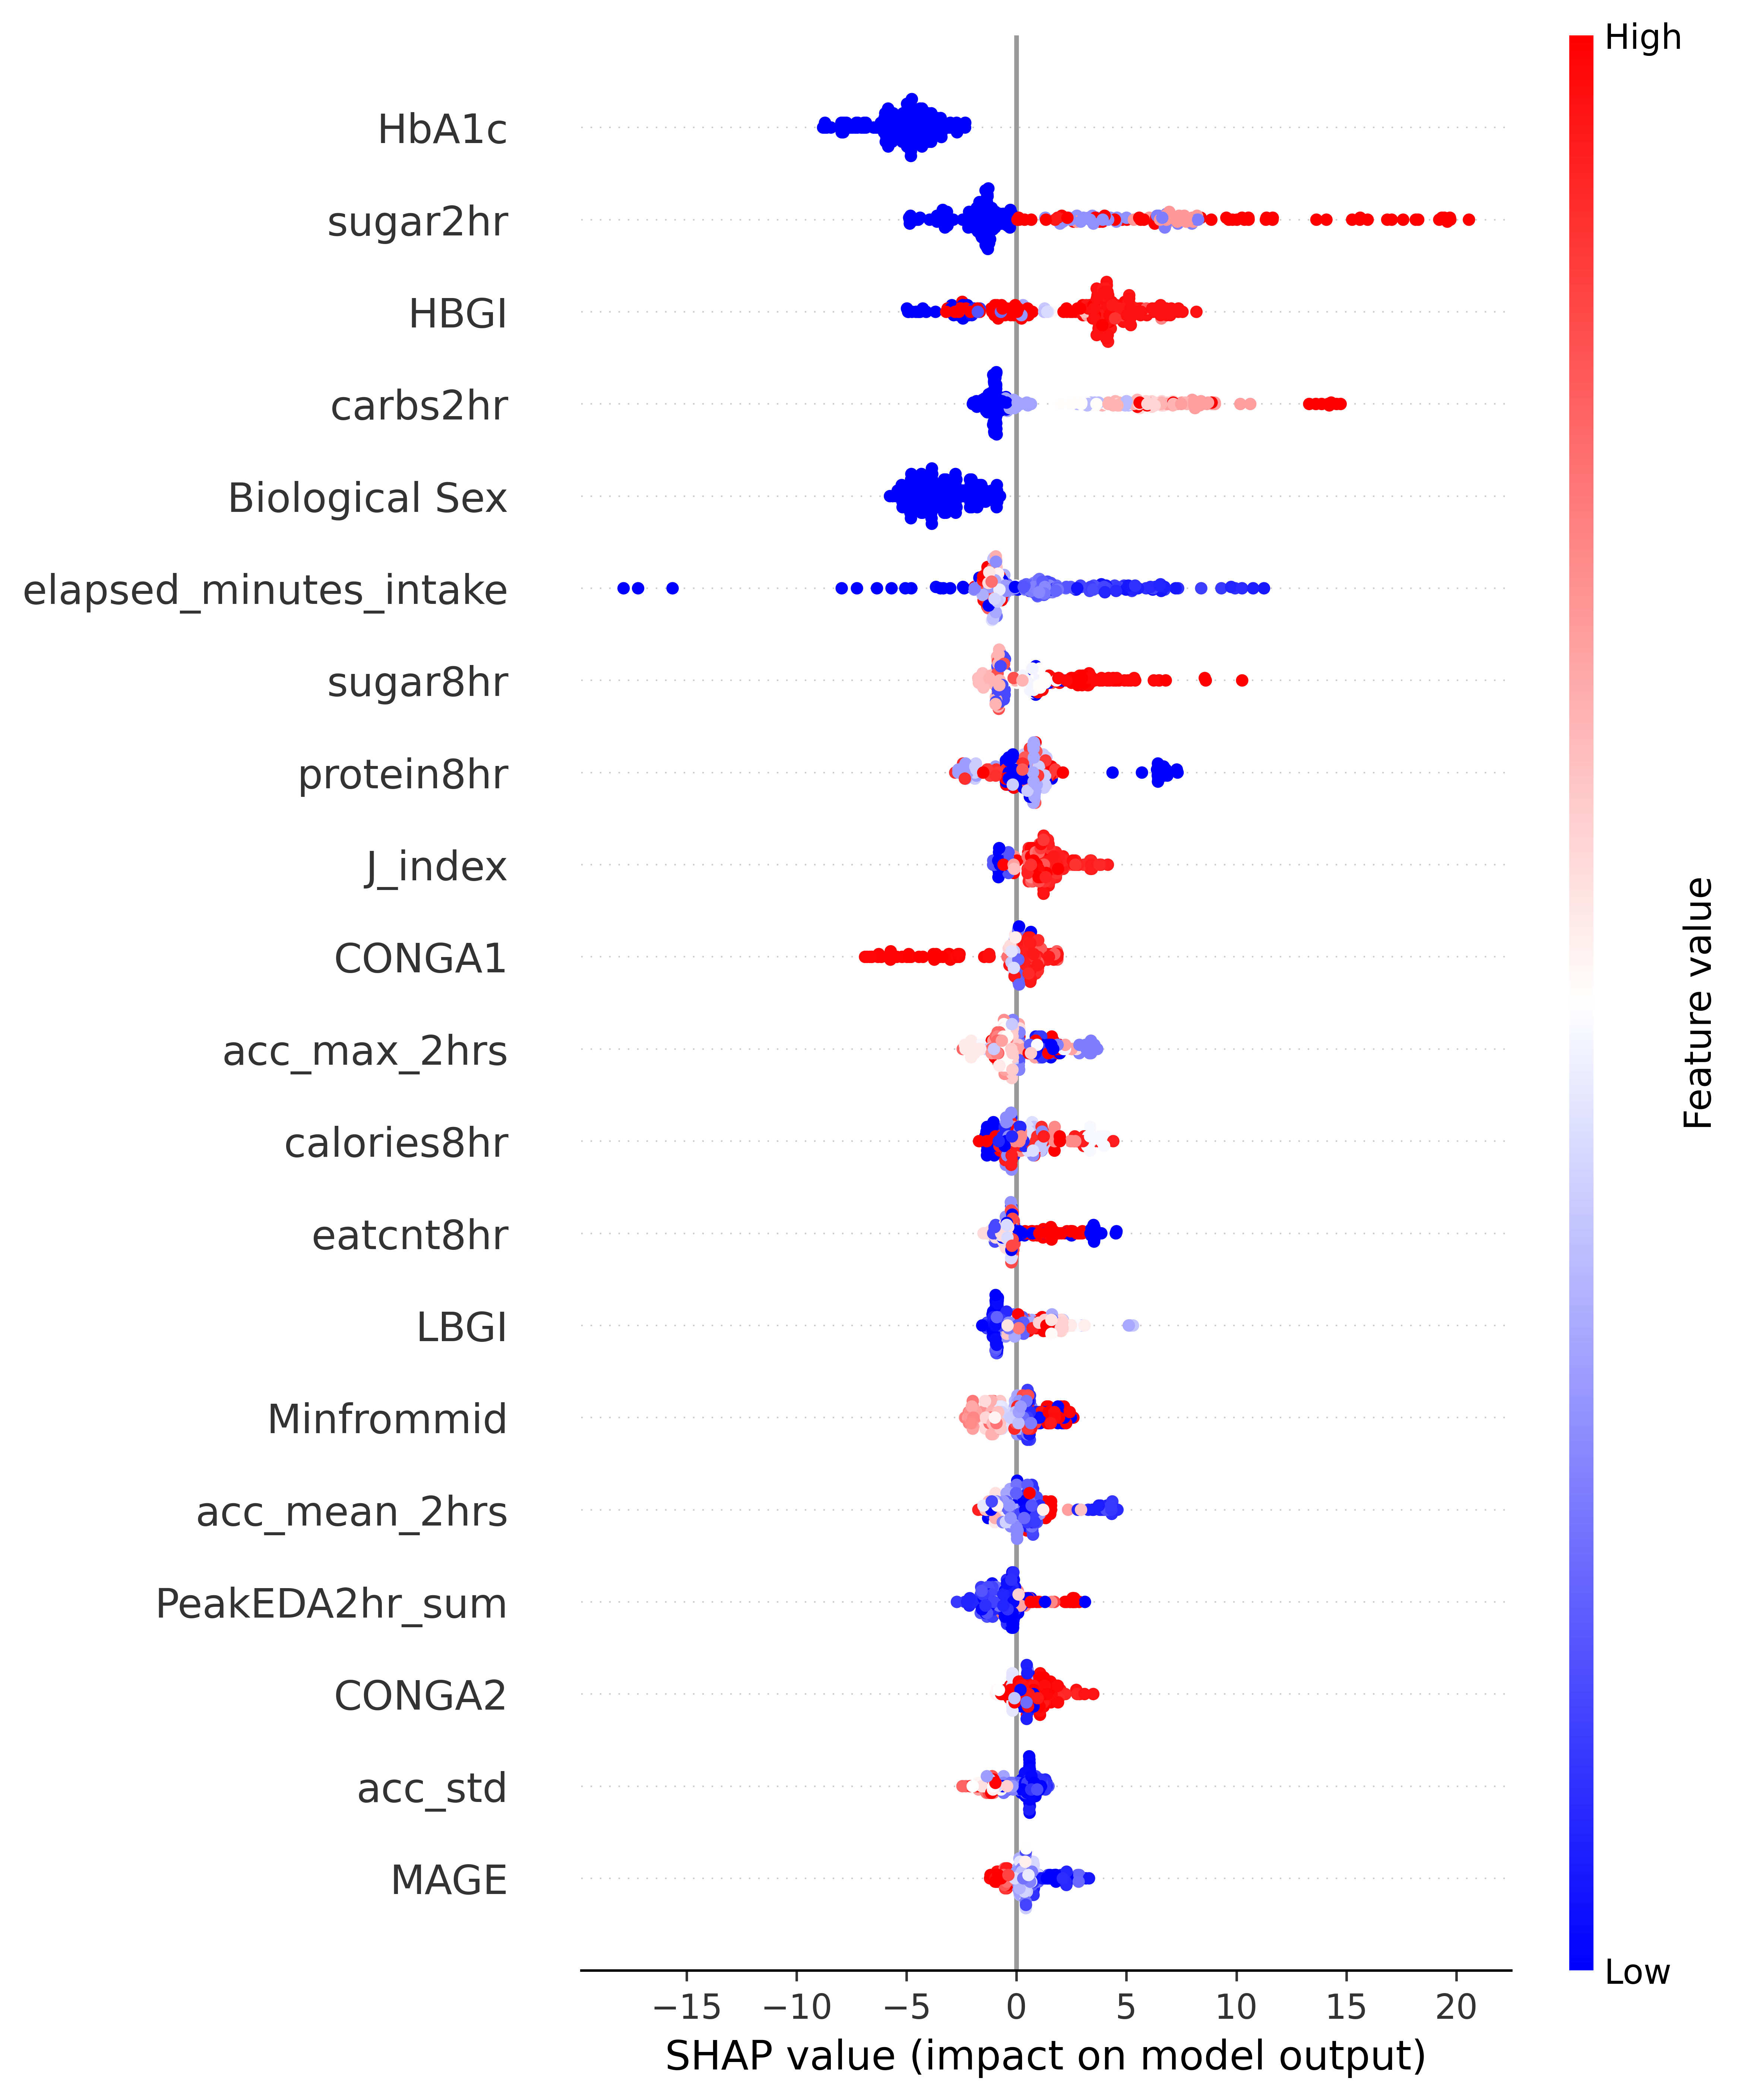 High
HbA1c
sugar2hr
HBGI
carbs2hr
Biological Sex
elapsed_minutes_intake
sugar8hr
protein8hr
J_index
CONGA1
acc_max_2hrs
calories8hr
eatcnt8hr
LBGI
Minfrommid
acc_mean_2hrs
PeakEDA2hr_sum
CONGA2
acc_std
MAGE
Feature value
Low
−15 −10 −5 0 5 10 15 20
SHAP value (impact on model output)